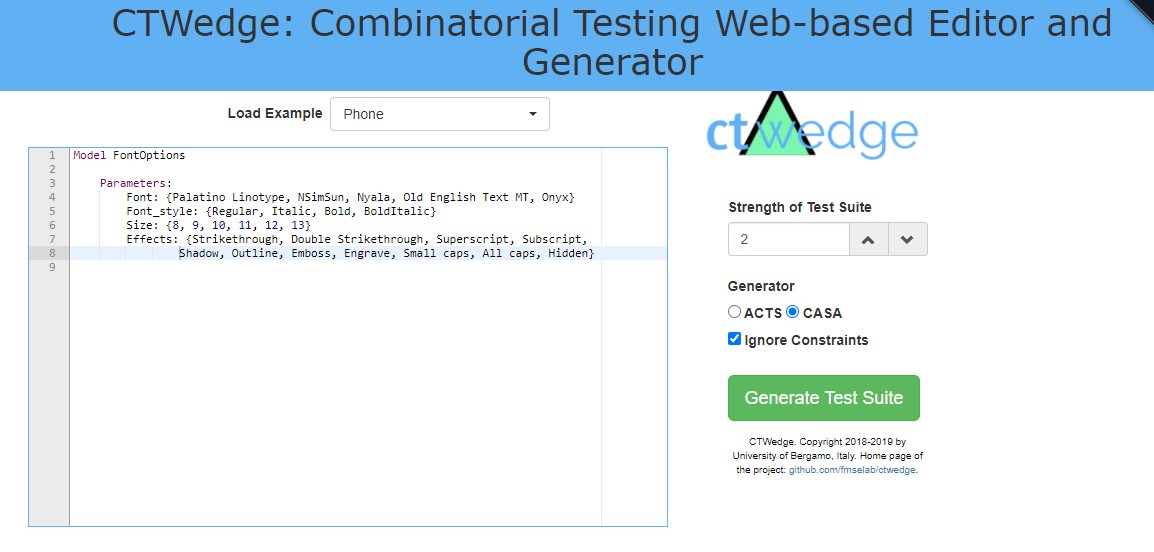 CTWedge: Combinatorial Testing Web-based Editor and
Generator
Load Example Phone
ctwedge
1 Model FontOptions
2
3 Parameters:
4 Font: {Palatino Linotype, NSimSun, Nyala, Old English Text MT, Onyx}
5 Font_style: {Regular, Italic, Bold, BoldItalic}
6 Size: {8, 9, 10, 11, 12, 13}
7 Effects: {Strikethrough, Double Strikethrough, Superscript, Subscript,
8 Shadow, Outline, Emboss, Engrave, Small caps, All caps, Hidden}
9
Strength of Test Suite
2
Generator
ACTS CASA
Ignore Constraints
Generate Test Suite
CTWedge. Copyright 2018-2019 by
University of Bergamo, Italy. Home page of
the project: github.com/fmselab/ctwedge.